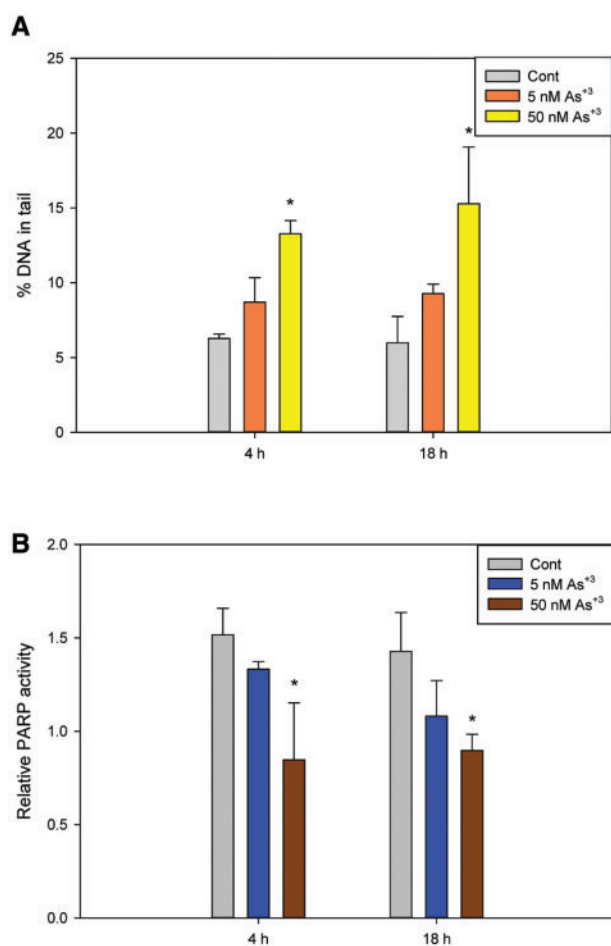 A
% DNA in tail
25
20
15
10
5
0
Cont
5 nM As⁺³
50 nM As⁺³
*
*
4 h
18 h
B
Relative PARP activity
2.0
1.5
1.0
0.5
0.0
Cont
5 nM As⁺³
50 nM As⁺³
*
*
4 h
18 h